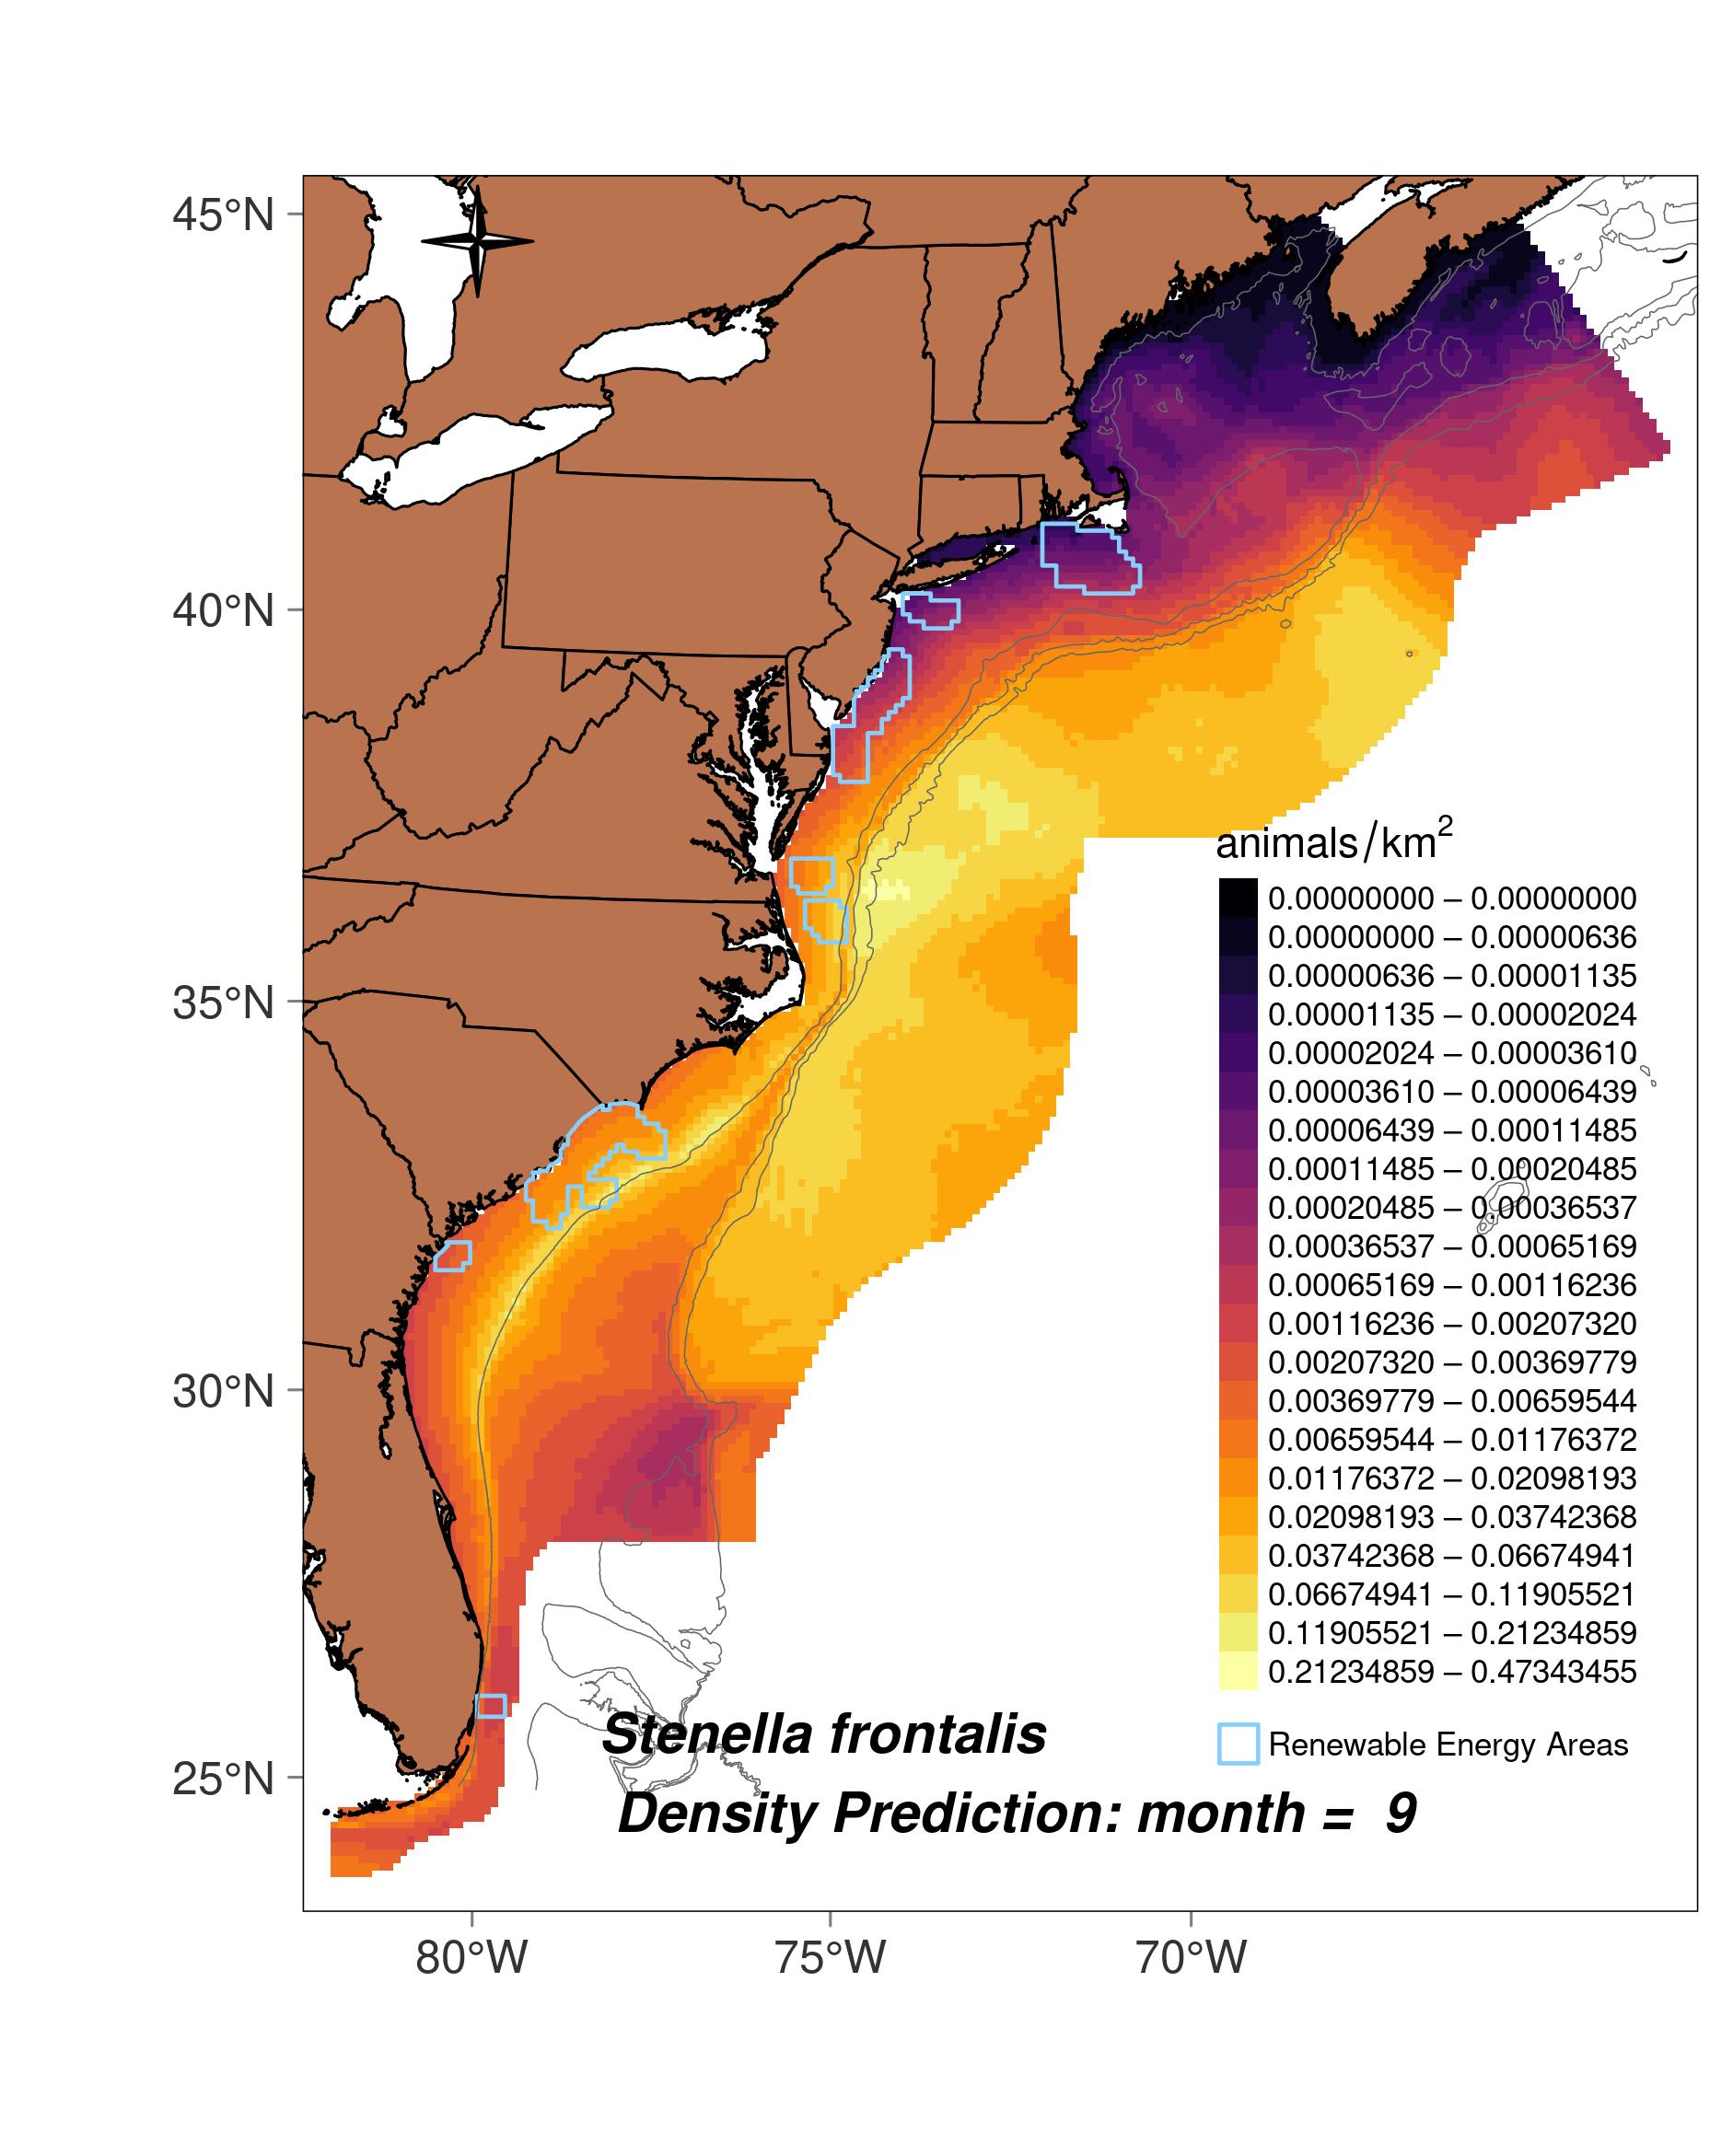 45°N
40°N
35°N
30°N
25°N
80°W
75°W
70°W
animals/km²
0.00000000 – 0.00000000
0.00000000 – 0.00000636
0.00000636 – 0.00001135
0.00001135 – 0.00002024
0.00002024 – 0.00003610
0.00003610 – 0.00006439
0.00006439 – 0.00011485
0.00011485 – 0.00020485
0.00020485 – 0.00036537
0.00036537 – 0.00065169
0.00065169 – 0.00116236
0.00116236 – 0.00207320
0.00207320 – 0.00369779
0.00369779 – 0.00659544
0.00659544 – 0.01176372
0.01176372 – 0.02098193
0.02098193 – 0.03742368
0.03742368 – 0.06674941
0.06674941 – 0.11905521
0.11905521 – 0.21234859
0.21234859 – 0.47343455
Renewable Energy Areas
Stenella frontalis
Density Prediction: month = 9